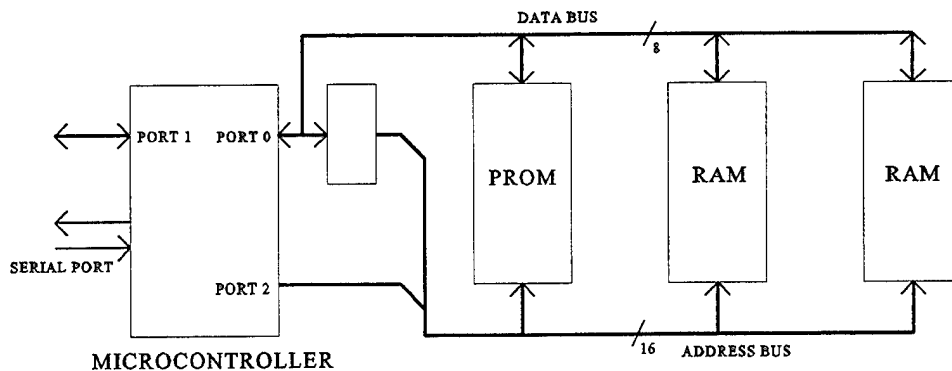 DATA BUS
8
PORT 1
PORT 0
PROM
RAM
RAM
SERIAL PORT
PORT 2
16
ADDRESS BUS
MICROCONTROLLER